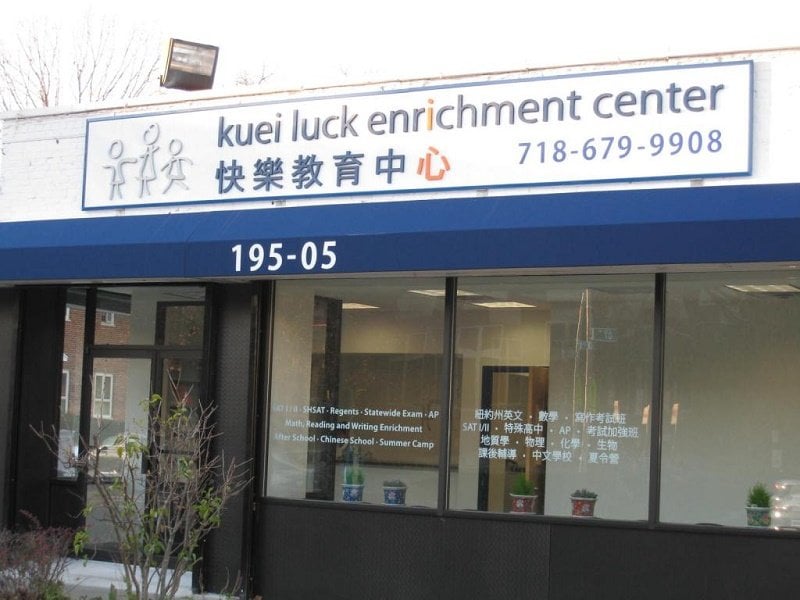 kuei luck enrichment center
快樂教育中心 718-679-9908
195-05
SAT I/II · SHSAT · Regents · Statewide Exam · AP
Math, Reading and Writing Enrichment
After School · Chinese School · Summer Camp
紐約州英文 · 數學 · 寫作考試班
SAT I/II · 特殊高中 · AP · 考試加強班
地質學 · 物理 · 化學 · 生物
課後輔導 · 中文學校 · 夏令營